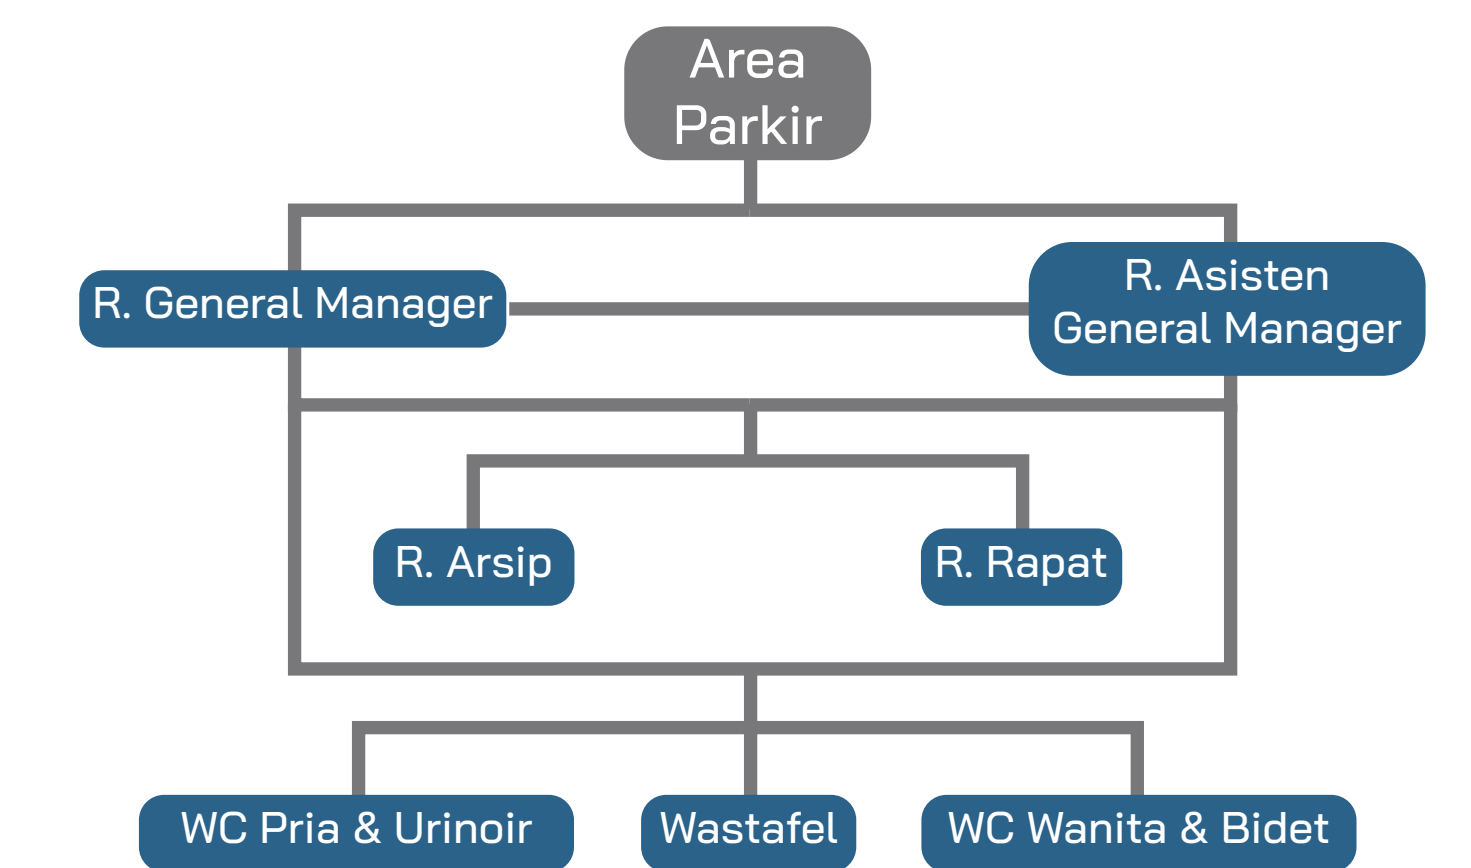 Area
Parkir
R. General Manager
R. Asisten
General Manager
R. Arsip
R. Rapat
WC Pria & Urinoir
Wastafel
WC Wanita & Bidet